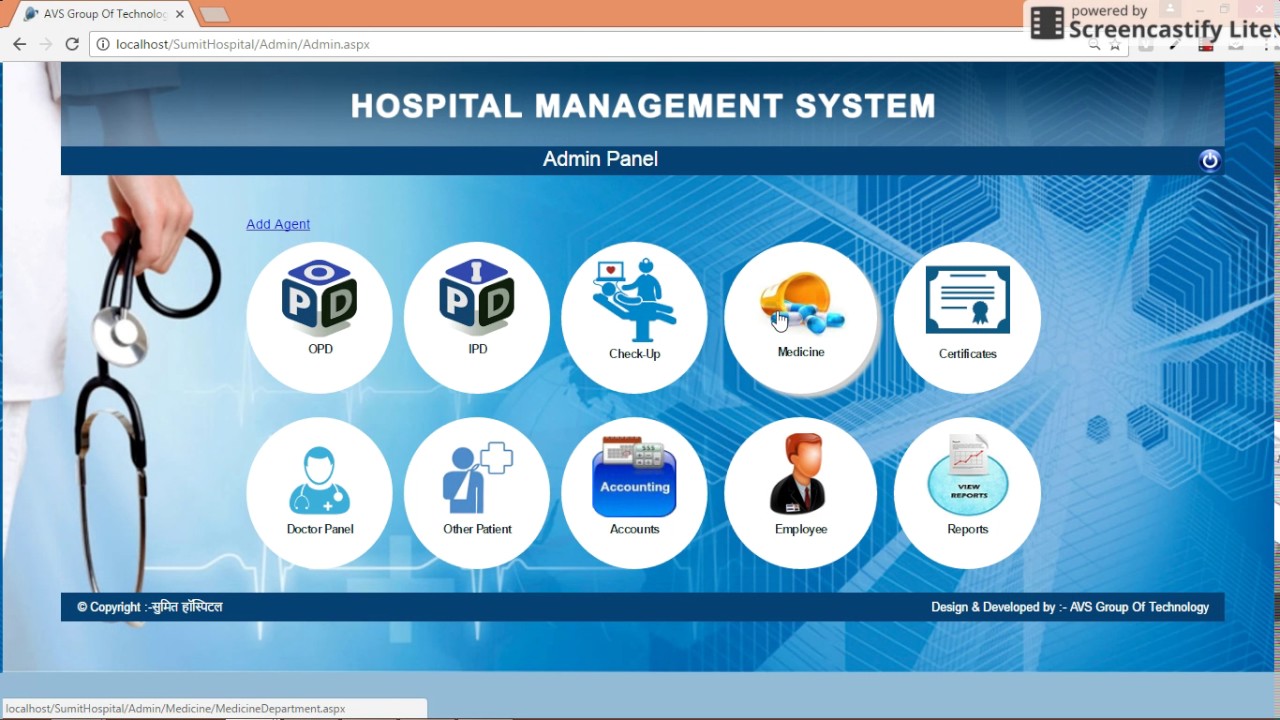 AVS Group Of Technolog
powered by
Screencastify Lite
localhost/SumitHospital/Admin/Admin.aspx
HOSPITAL MANAGEMENT SYSTEM
Admin Panel
Add Agent
O
P D
OPD
I
P D
IPD
Check-Up
Medicine
Certificates
Doctor Panel
Other Patient
Accounting
Accounts
Employee
VIEW
REPORTS
Reports
© Copyright :-सुमित हॉस्पिटल
Design & Developed by :- AVS Group Of Technology
localhost/SumitHospital/Admin/Medicine/MedicineDepartment.aspx